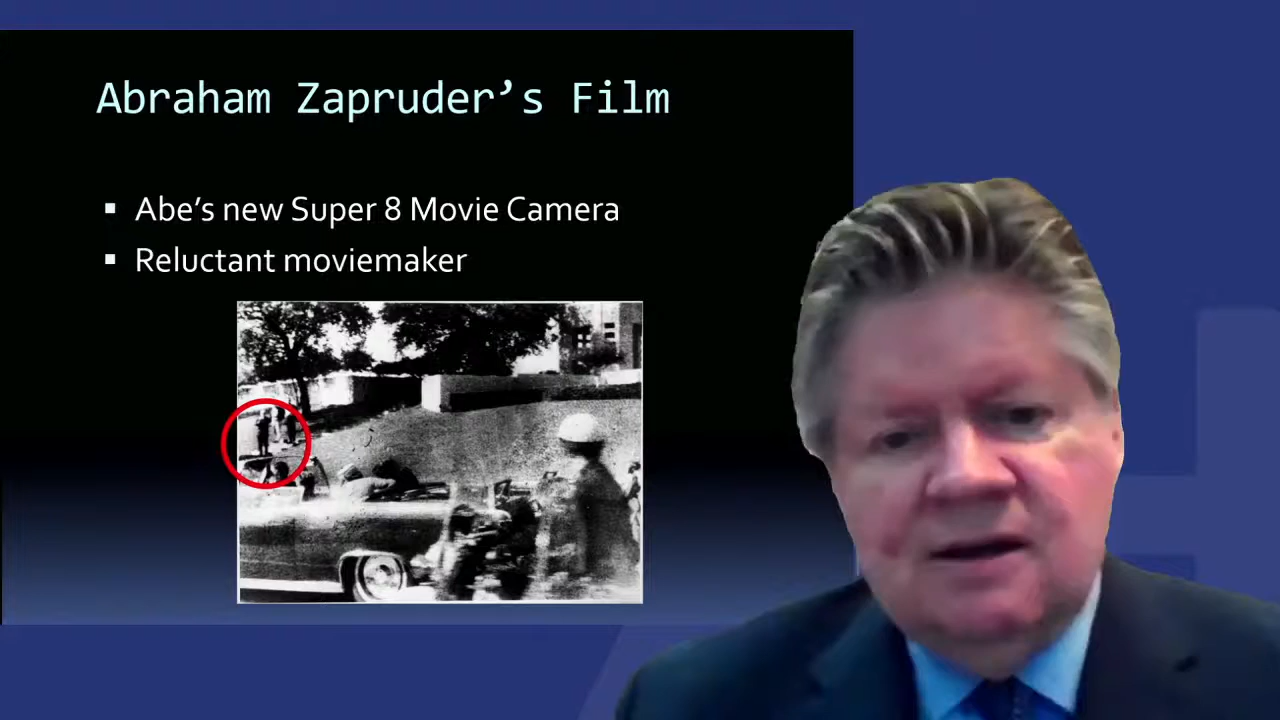 Abraham Zapruder’s Film
▪ Abe’s new Super 8 Movie Camera
▪ Reluctant moviemaker